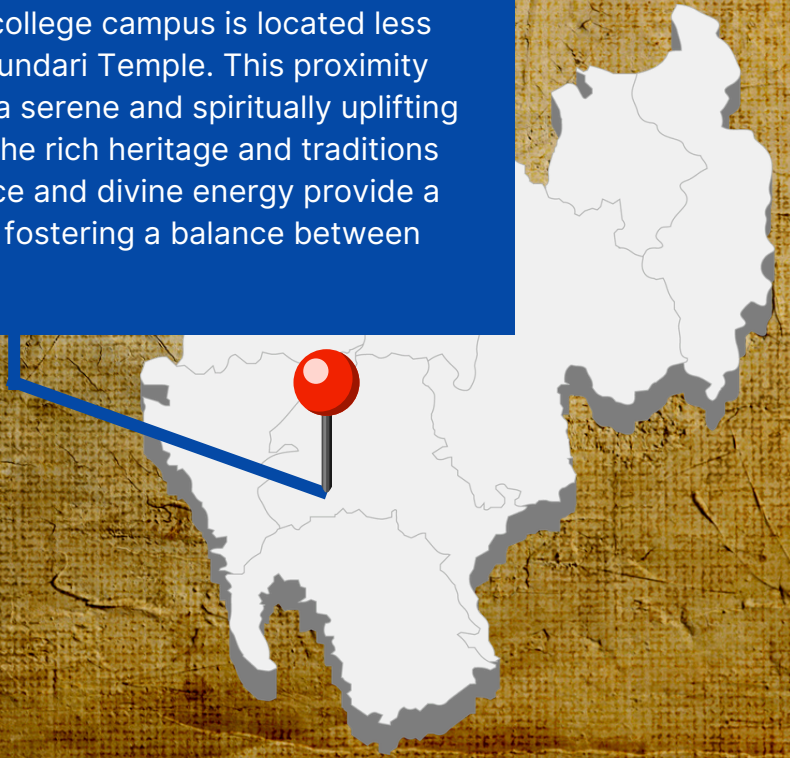 college campus is located less
undari Temple. This proximity
a serene and spiritually uplifting
he rich heritage and traditions
ce and divine energy provide a
fostering a balance between